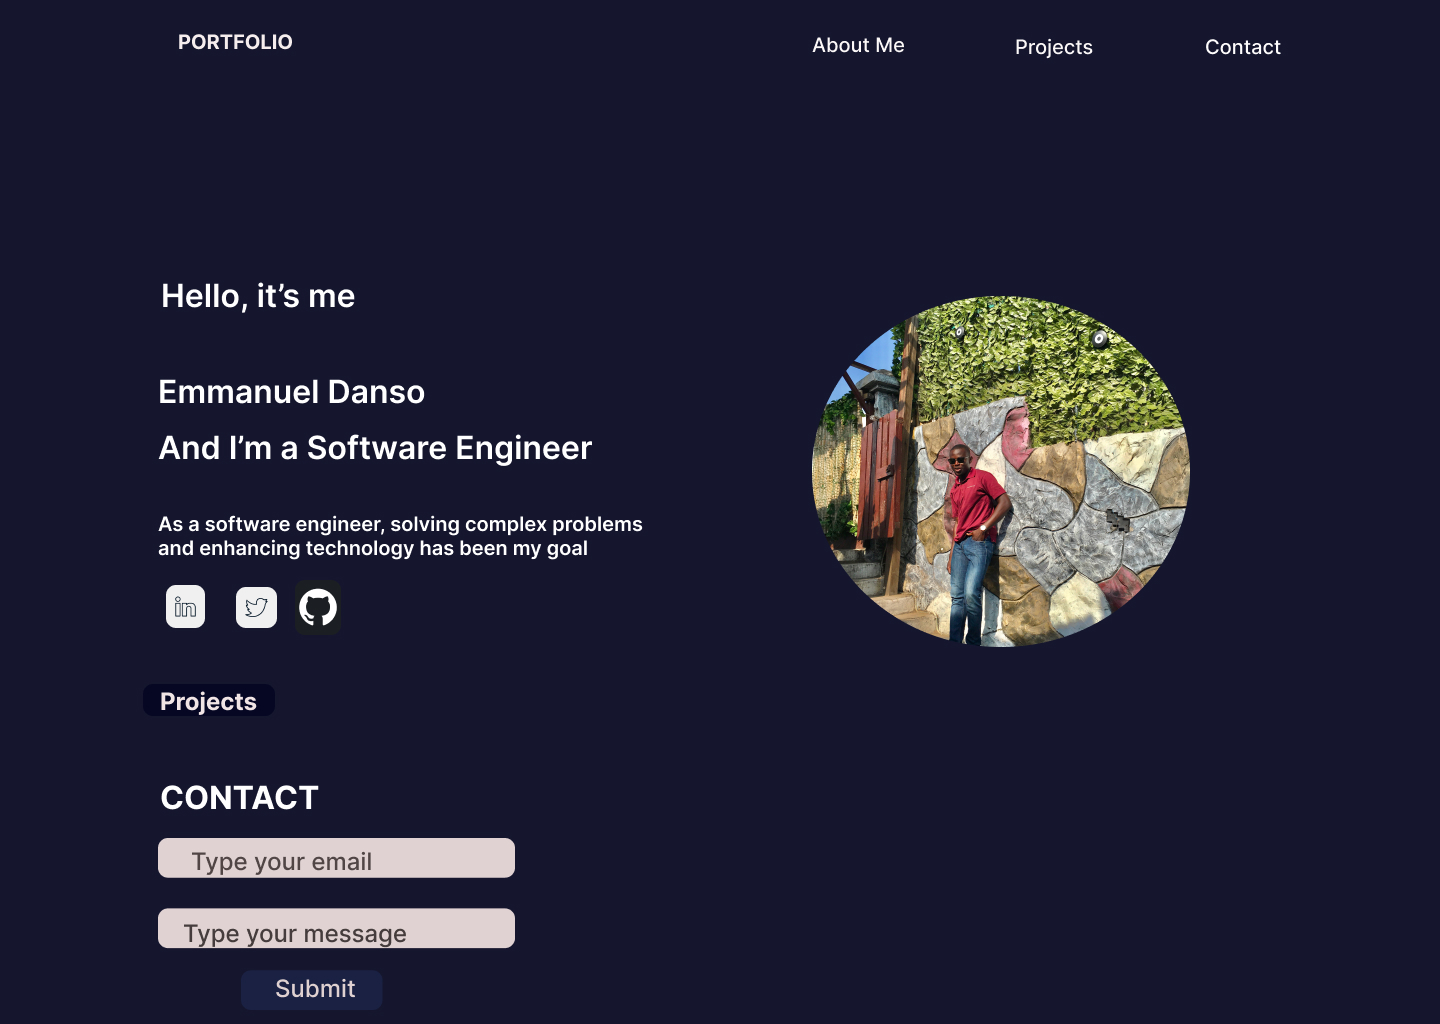 PORTFOLIO
About Me
Projects
Contact
Hello, it’s me
Emmanuel Danso
And I’m a Software Engineer
As a software engineer, solving complex problems
and enhancing technology has been my goal
in
Projects
CONTACT
Type your email
Type your message
Submit